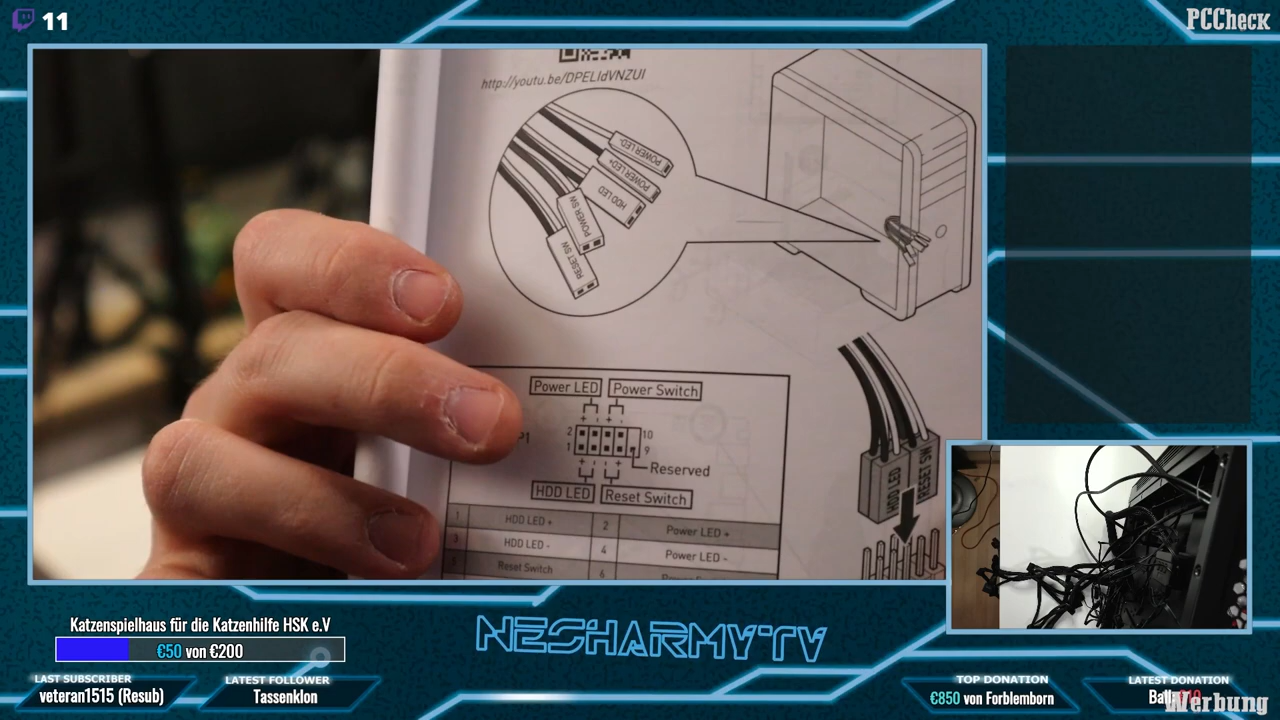 11
PCCheck
http://youtu.be/DPELIdVNZUI
POWER LED-
POWER LED+
HDD LED
POWER SW
RESET SW
Power LED
Power Switch
2
10
1
9
Reserved
HDD LED
Reset Switch
HDD LED
RESET SW
1 HDD LED + 2 Power LED +
3 HDD LED - 4 Power LED -
Reset Switch 6
Katzenspielhaus für die Katzenhilfe HSK e.V
€50 von €200
NESHARMYTV
LAST SUBSCRIBER
veteran1515 (Resub)
LATEST FOLLOWER
Tassenklon
TOP DONATION
€850 von Forblemborn
LATEST DONATION
Werbung